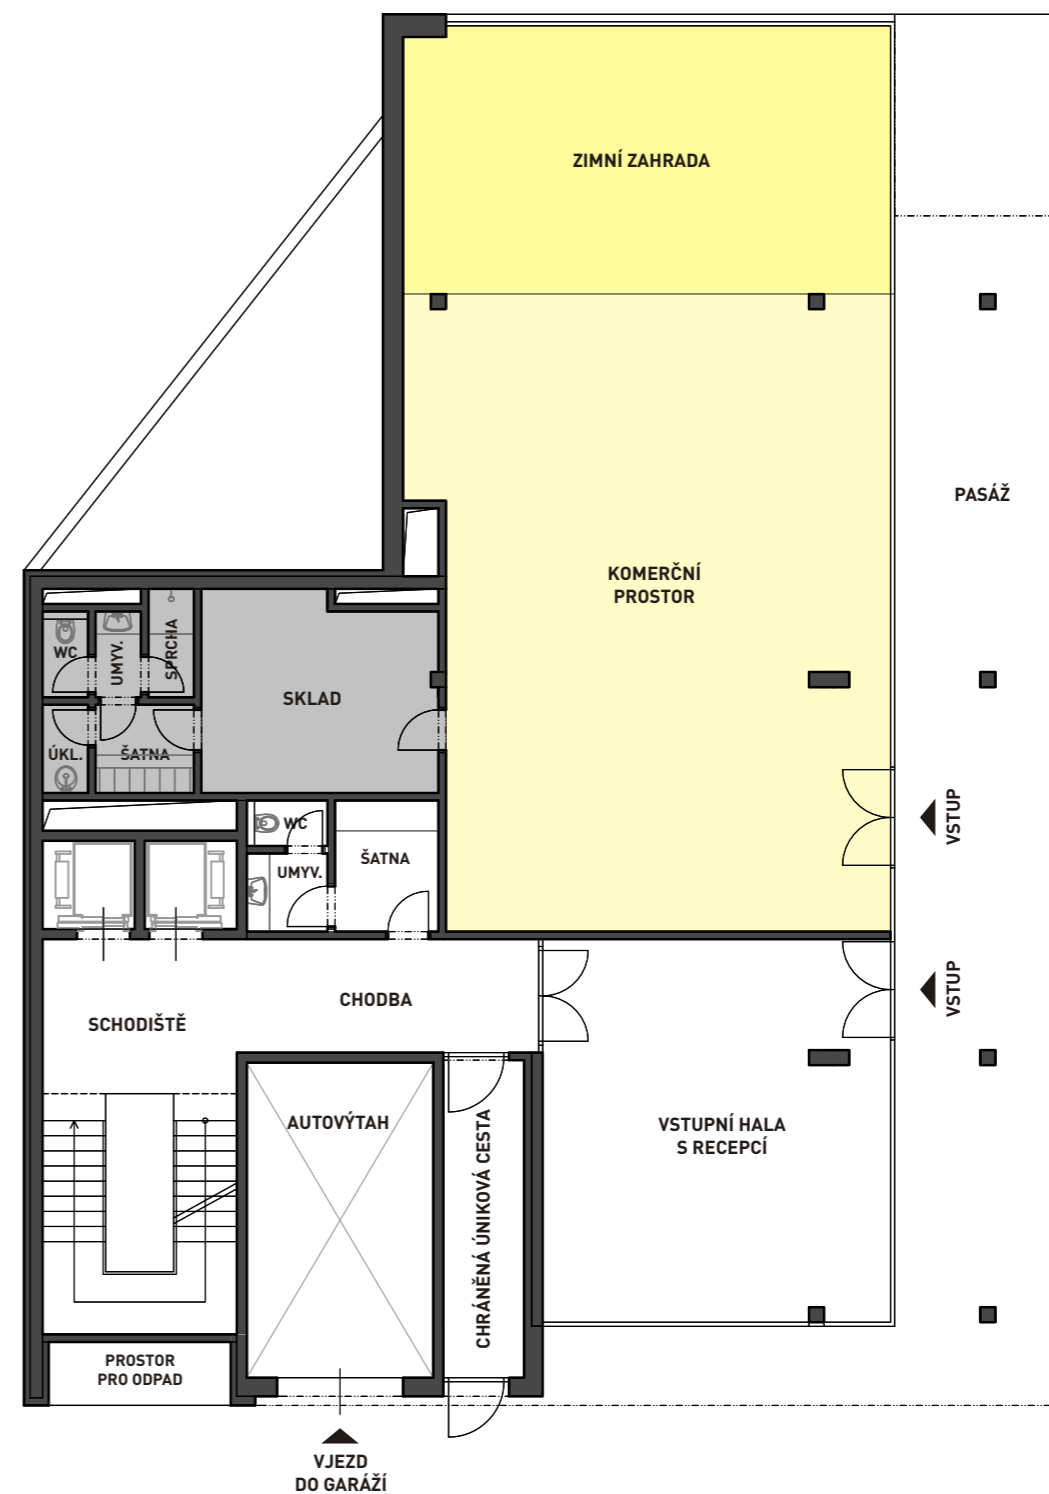 ZIMNÍ ZAHRADA
PASÁŽ
KOMERČNÍ
PROSTOR
WC
UMYV.
SPRCHA
SKLAD
ÚKL.
ŠATNA
WC
UMYV.
ŠATNA
VSTUP
VSTUP
CHODBA
SCHODIŠTĚ
AUTOVÝTAH
CHRÁNĚNÁ ÚNIKOVÁ CESTA
VSTUPNÍ HALA
S RECEPCÍ
PROSTOR
PRO ODPAD
VJEZD
DO GARÁŽÍ